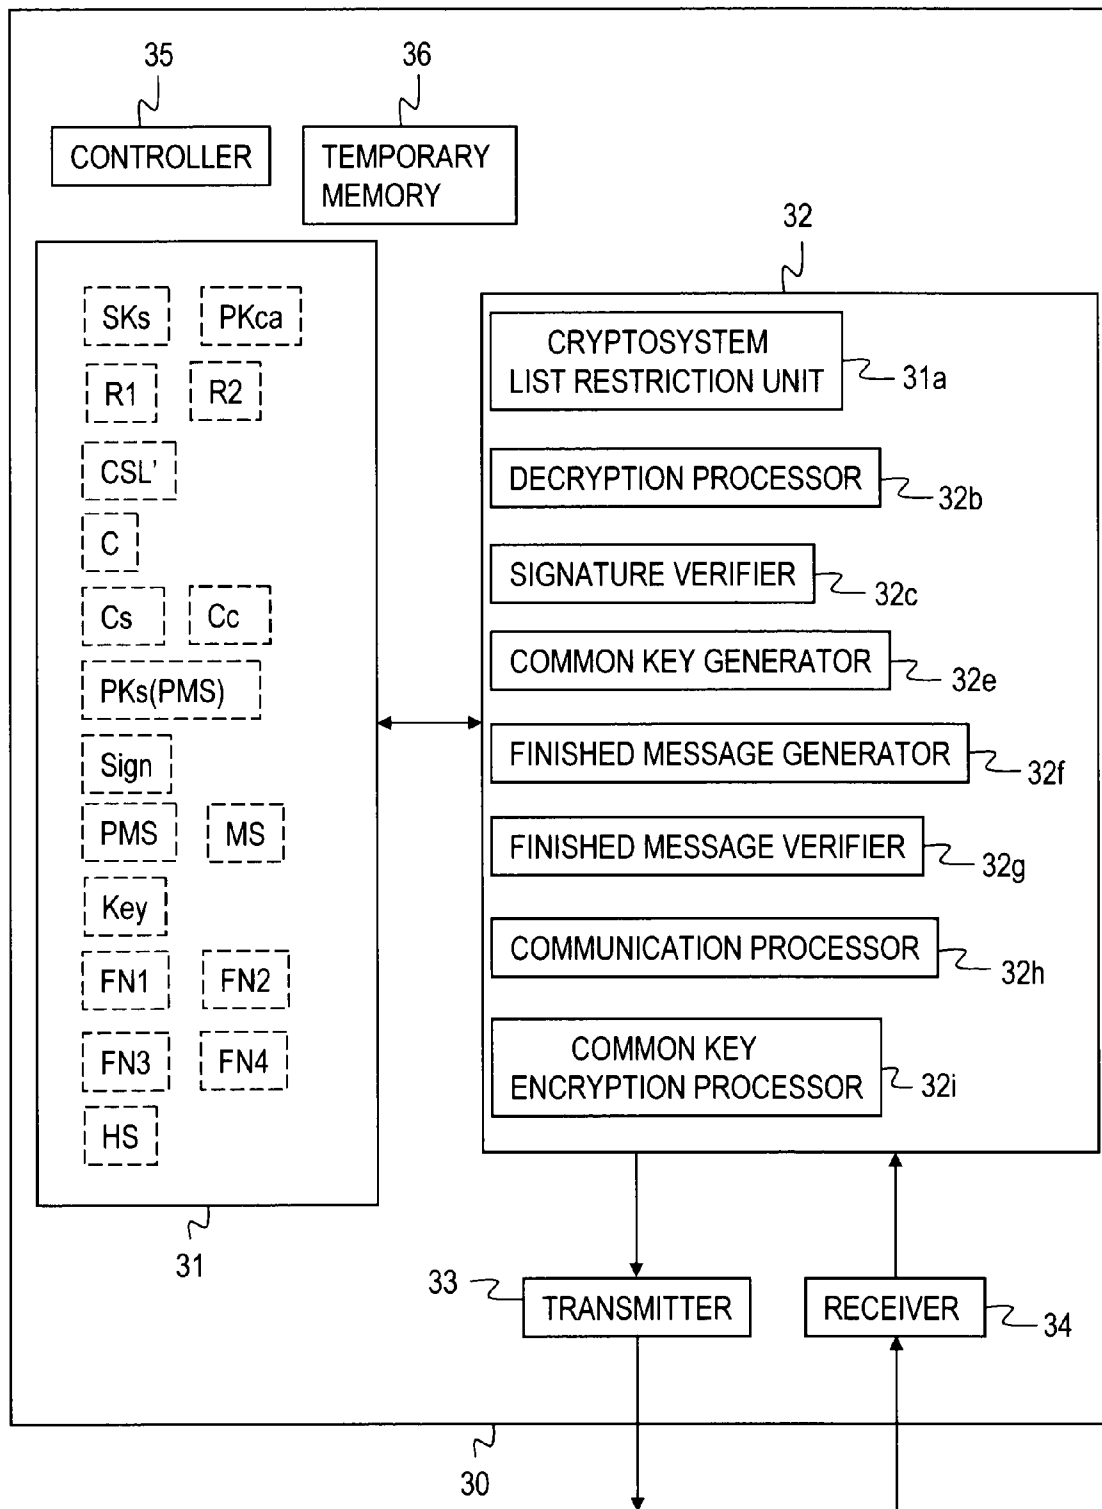 35
36
CONTROLLER
TEMPORARY
MEMORY
32
SKs
PKca
R1
R2
CSL’
C
Cs
Cc
PKs(PMS)
Sign
PMS
MS
Key
FN1
FN2
FN3
FN4
HS
31
CRYPTOSYSTEM
LIST RESTRICTION UNIT
31a
DECRYPTION PROCESSOR
32b
SIGNATURE VERIFIER
32c
COMMON KEY GENERATOR
32e
FINISHED MESSAGE GENERATOR
32f
FINISHED MESSAGE VERIFIER
32g
COMMUNICATION PROCESSOR
32h
COMMON KEY
ENCRYPTION PROCESSOR
32i
33
TRANSMITTER
RECEIVER
34
30